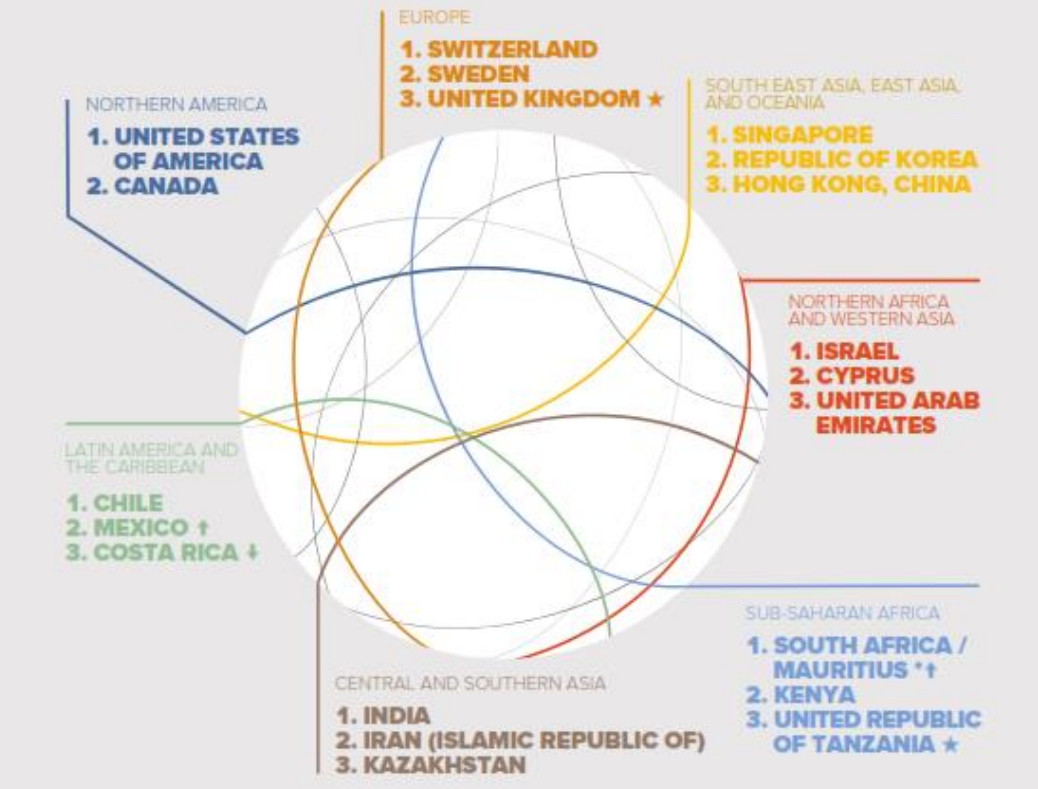 EUROPE
1. SWITZERLAND
2. SWEDEN
3. UNITED KINGDOM ★
NORTHERN AMERICA
1. UNITED STATES
OF AMERICA
2. CANADA
SOUTH EAST ASIA, EAST ASIA,
AND OCEANIA
1. SINGAPORE
2. REPUBLIC OF KOREA
3. HONG KONG, CHINA
NORTHERN AFRICA
AND WESTERN ASIA
1. ISRAEL
2. CYPRUS
3. UNITED ARAB
EMIRATES
LATIN AMERICA AND
THE CARIBBEAN
1. CHILE
2. MEXICO ↑
3. COSTA RICA ↓
SUB-SAHARAN AFRICA
1. SOUTH AFRICA /
MAURITIUS *↑
2. KENYA
3. UNITED REPUBLIC
OF TANZANIA ★
CENTRAL AND SOUTHERN ASIA
1. INDIA
2. IRAN (ISLAMIC REPUBLIC OF)
3. KAZAKHSTAN